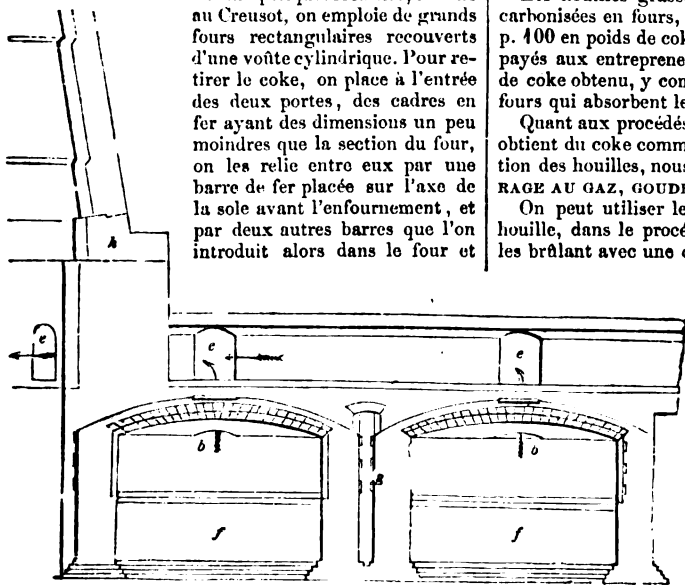 au Creusot, on emploie de grands
fours rectangulaires recouverts
d'une voûte cylindrique. Pour re-
tirer le coke, on place à l'entrée
des deux portes, des cadres en
fer ayant des dimensions un peu
moindres que la section du four,
on les relie entre eux par une
barre de fer placée sur l'axe de
la sole avant l'enfournement, et
par deux autres barres que l'on
introduit alors dans le four et
carbonisées en fours,
p. 100 en poids de cok
payés aux entreprene
de coke obtenu, y con
fours qui absorbent le
Quant aux procédés
obtient du coke comm
tion des houilles, nous
RAGE AU GAZ, GOUDR
On peut utiliser le
houille, dans le procé
les brûlant avec une
h
e
e
e
b
b
g
f
f